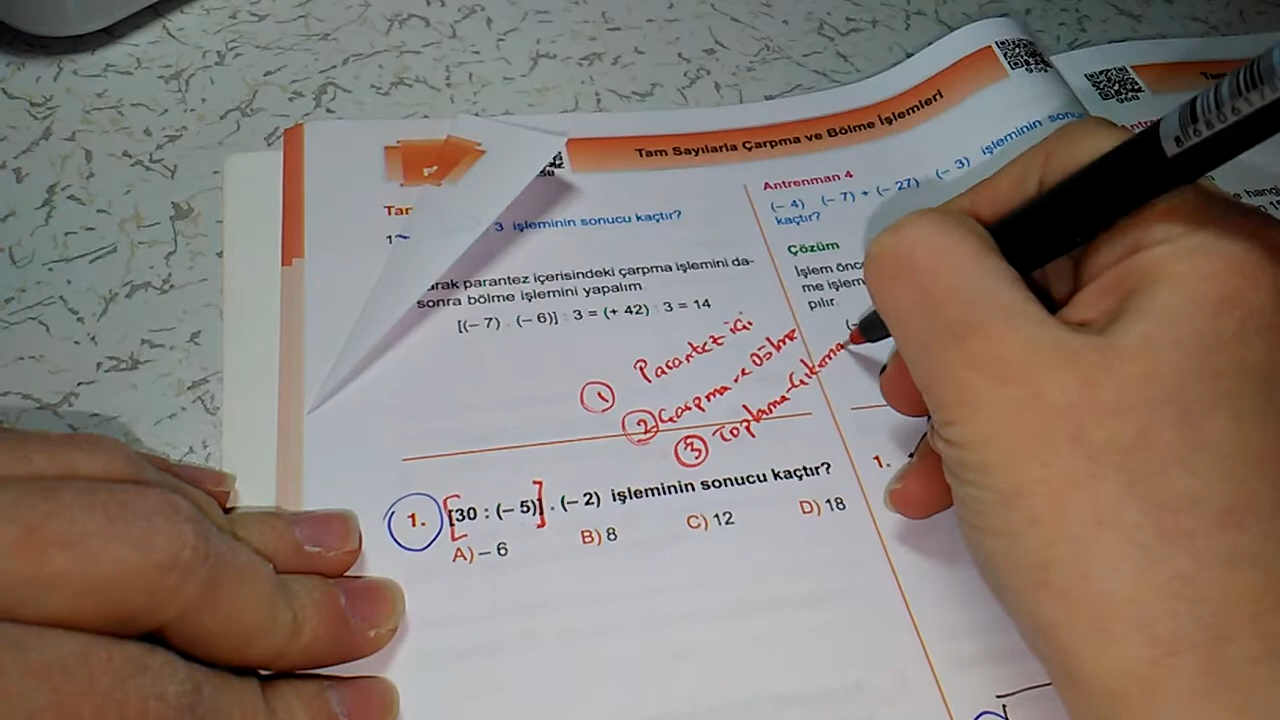 Tam Sayılarla Çarpma ve Bölme İşlemleri
3 işleminin sonucu kaçtır?
parantez içerisindeki çarpma işlemini da-
sonra bölme işlemini yapalım
[(– 7) . (– 6)] : 3 = (+ 42) : 3 = 14
1 Parantez içi
2 Çarpma ve Bölme
3 Toplama-Çıkarma
1. [30 : (– 5)] . (– 2) işleminin sonucu kaçtır?
A) – 6 B) 8 C) 12 D) 18
Antrenman 4
(– 4) (– 7) + (– 27) (– 3) işleminin
kaçtır?
Çözüm
İşlem
me işlem
pılır
1.
960